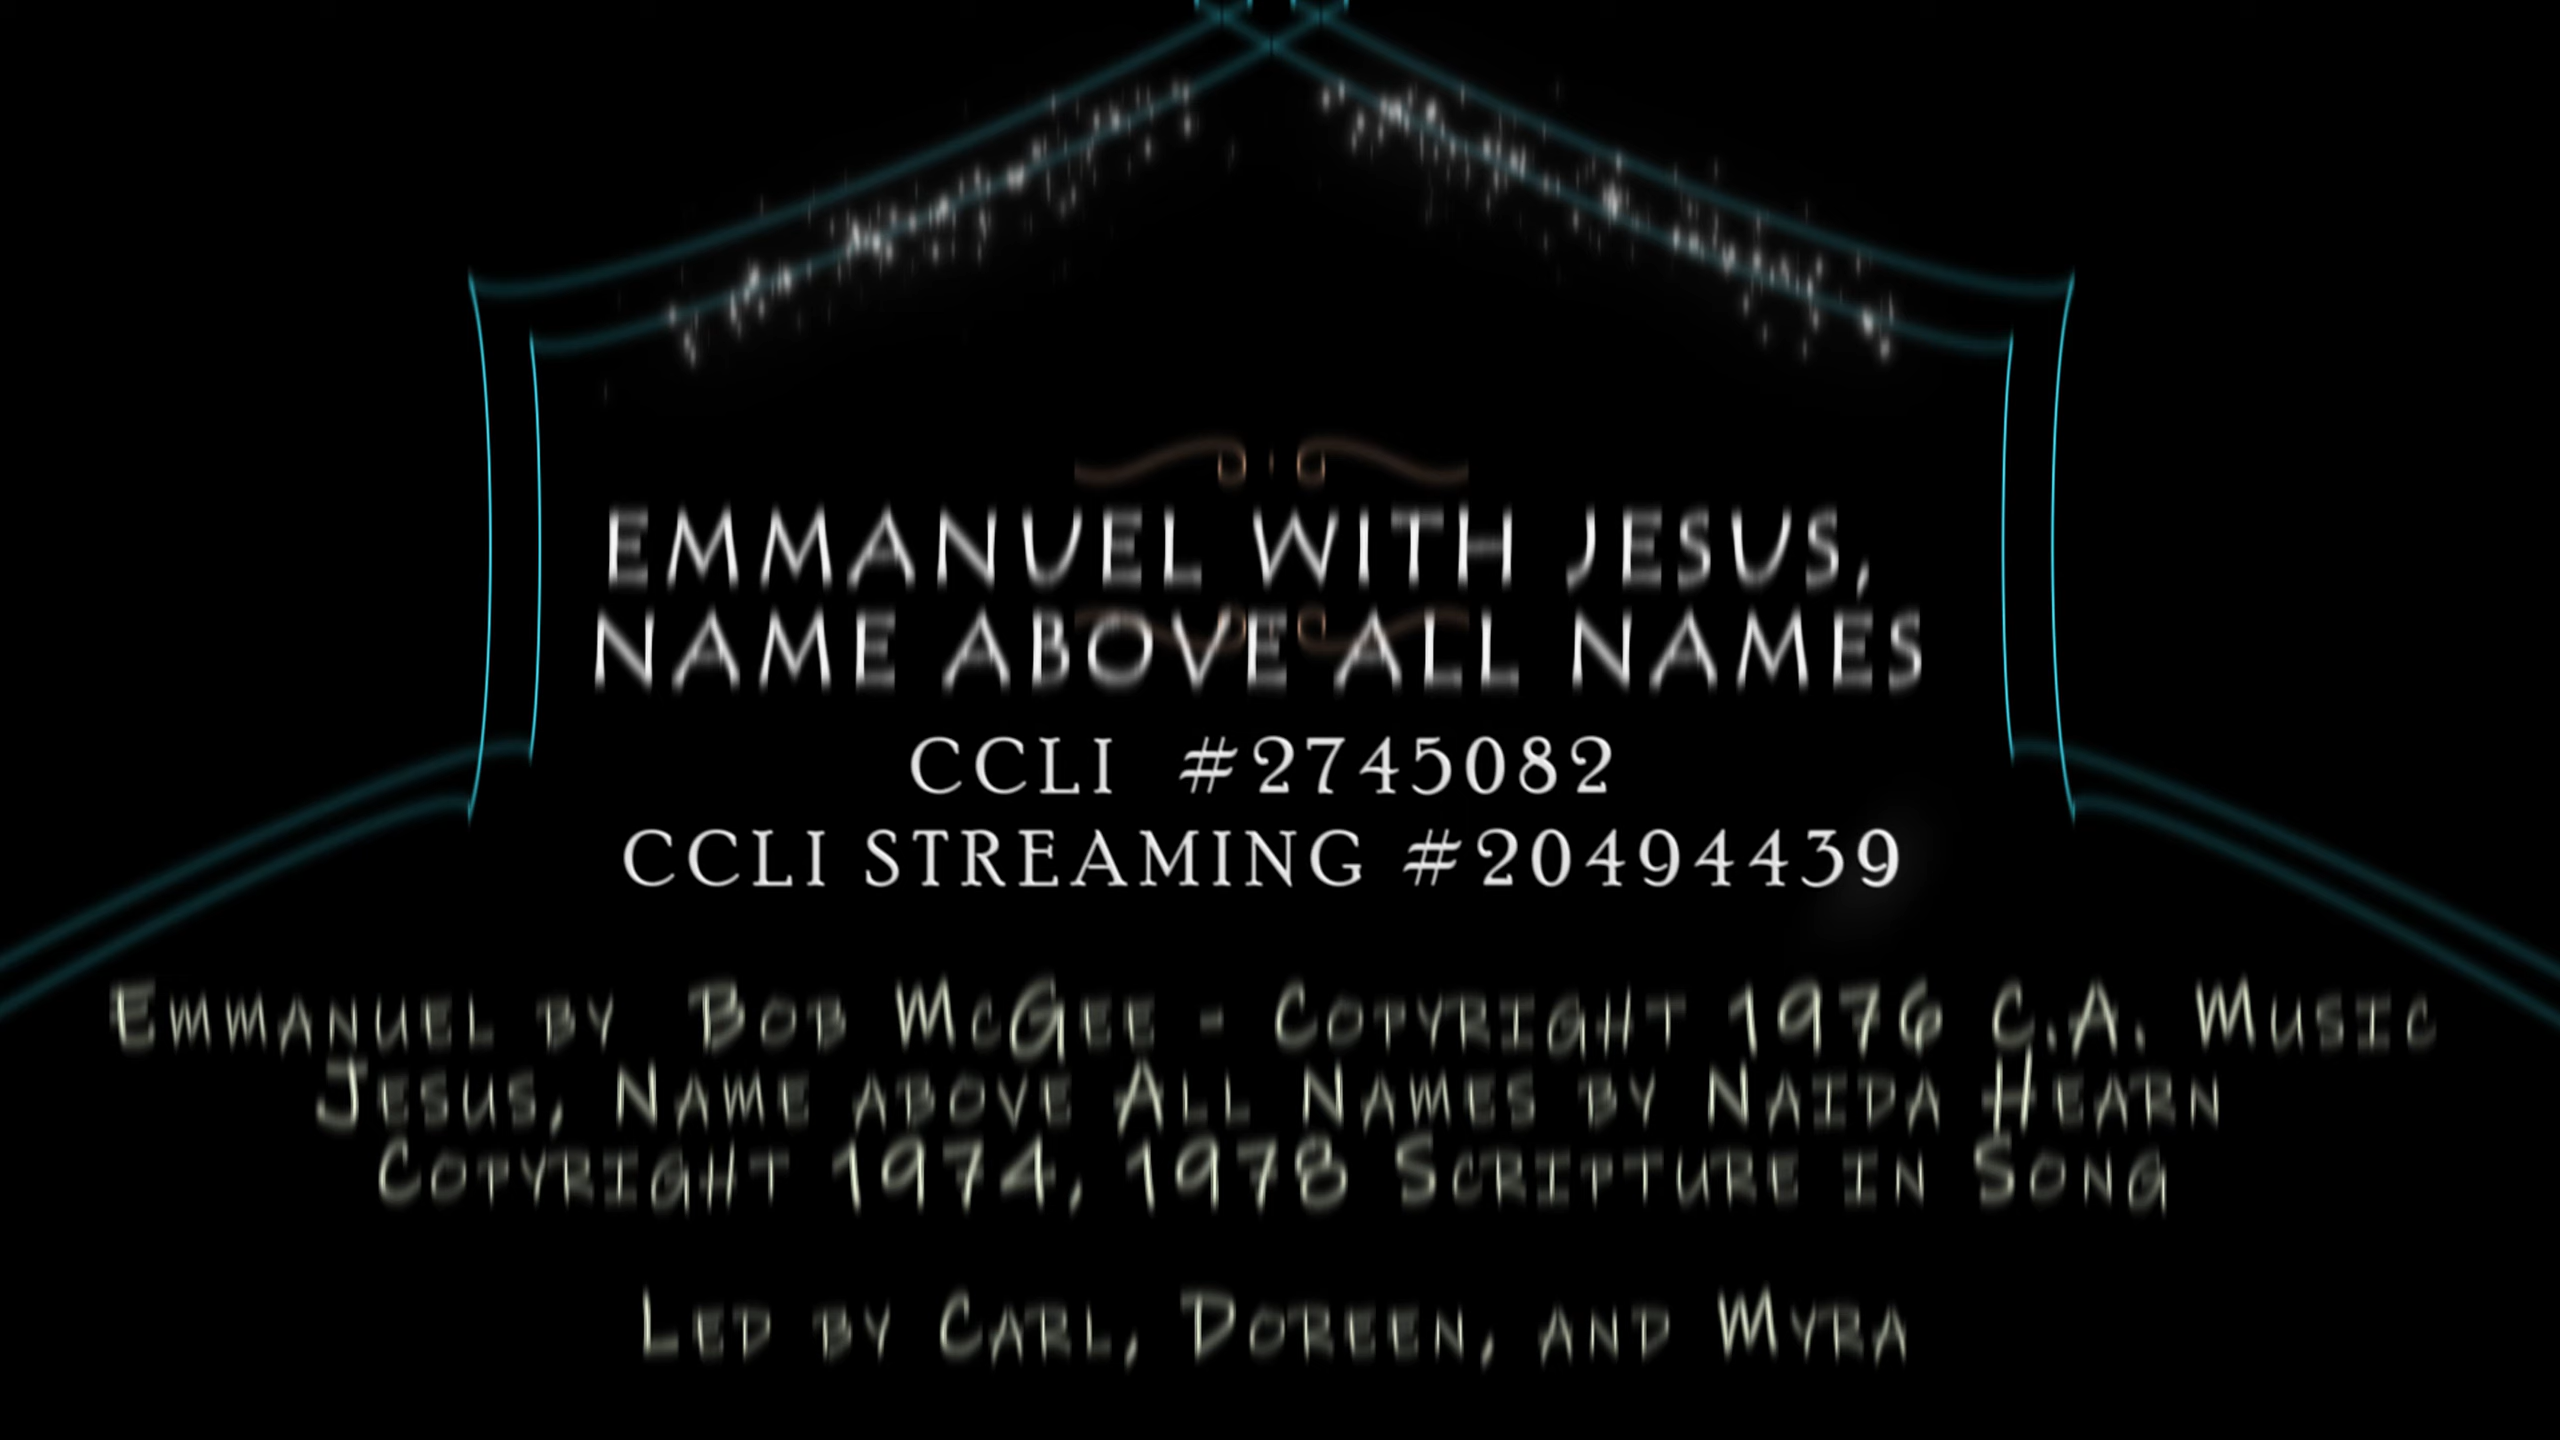 EMMANUEL WITH JESUS,
NAME ABOVE ALL NAMES
CCLI #2745082
CCLI STREAMING #20494439
Emmanuel by Bob McGee - Copyright 1976 C.A. Music
Jesus, Name above All Names by Naida Hearn
Copyright 1974, 1978 Scripture in Song
Led by Carl, Doreen, and Myra